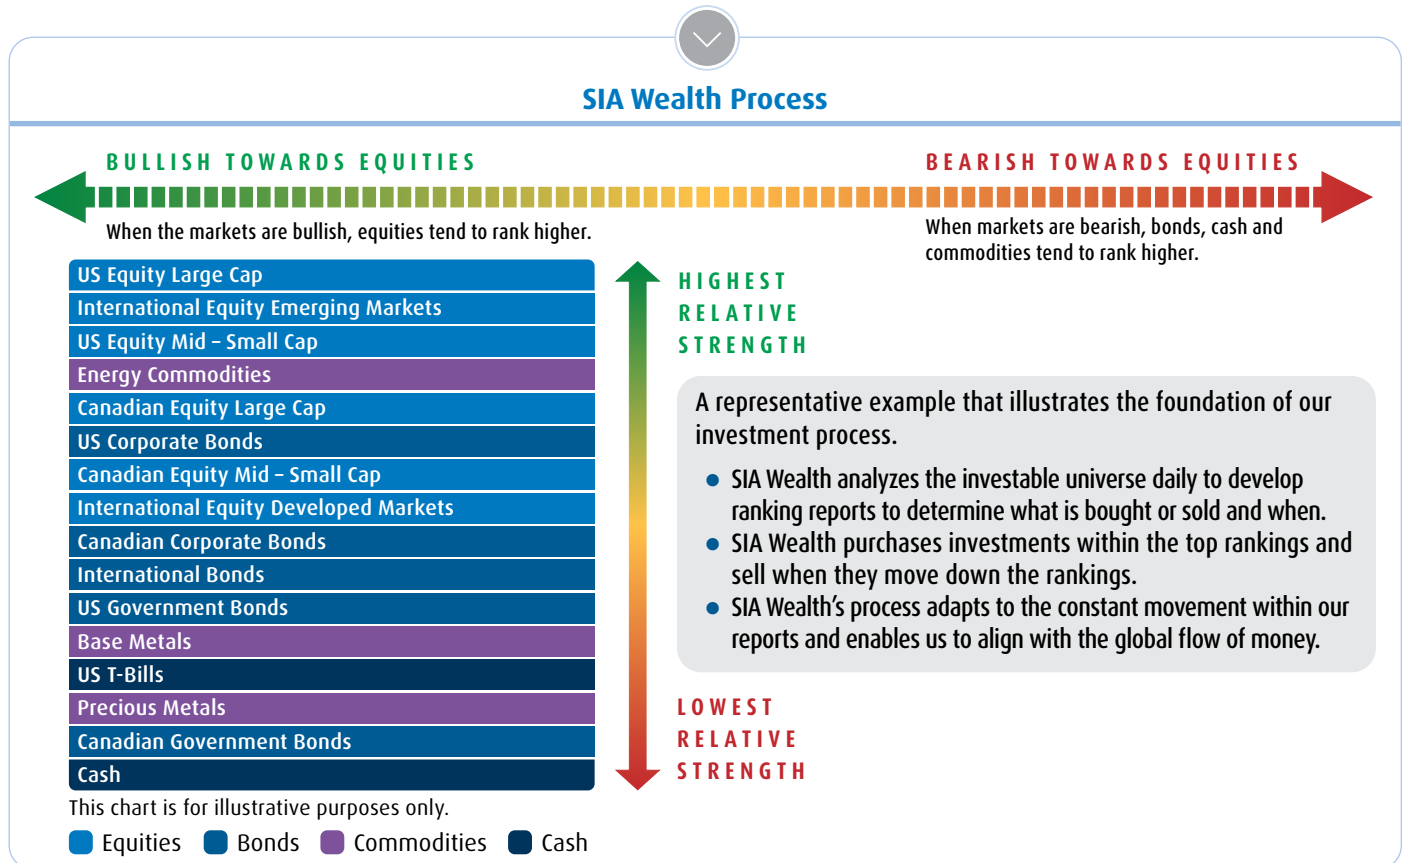 SIA Wealth Process
BULLISH TOWARDS EQUITIES
BEARISH TOWARDS EQUITIES
When the markets are bullish, equities tend to rank higher.
When markets are bearish, bonds, cash and
commodities tend to rank higher.
US Equity Large Cap
International Equity Emerging Markets
US Equity Mid – Small Cap
Energy Commodities
Canadian Equity Large Cap
US Corporate Bonds
Canadian Equity Mid – Small Cap
International Equity Developed Markets
Canadian Corporate Bonds
International Bonds
US Government Bonds
Base Metals
US T-Bills
Precious Metals
Canadian Government Bonds
Cash
HIGHEST
RELATIVE
STRENGTH
A representative example that illustrates the foundation of our
investment process.
• SIA Wealth analyzes the investable universe daily to develop
ranking reports to determine what is bought or sold and when.
• SIA Wealth purchases investments within the top rankings and
sell when they move down the rankings.
• SIA Wealth's process adapts to the constant movement within our
reports and enables us to align with the global flow of money.
LOWEST
RELATIVE
STRENGTH
This chart is for illustrative purposes only.
Equities Bonds Commodities Cash